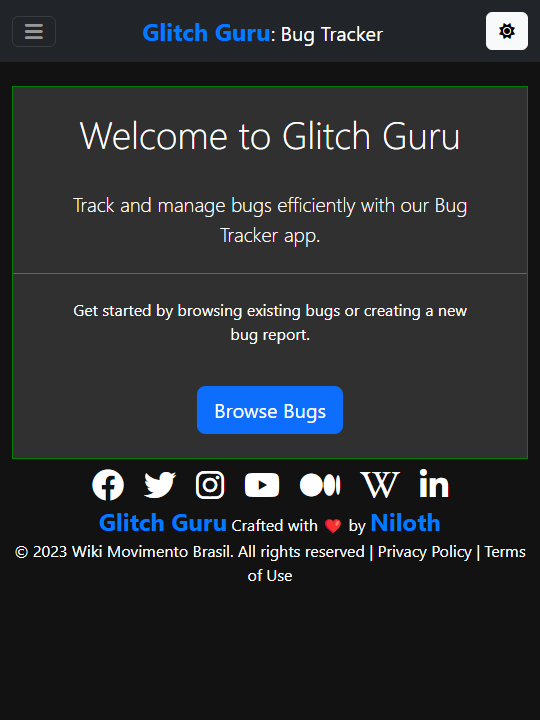 Glitch Guru: Bug Tracker
Welcome to Glitch Guru
Track and manage bugs efficiently with our Bug
Tracker app.
Get started by browsing existing bugs or creating a new
bug report.
Browse Bugs
Glitch Guru Crafted with ❤️ by Niloth
© 2023 Wiki Movimento Brasil. All rights reserved | Privacy Policy | Terms
of Use